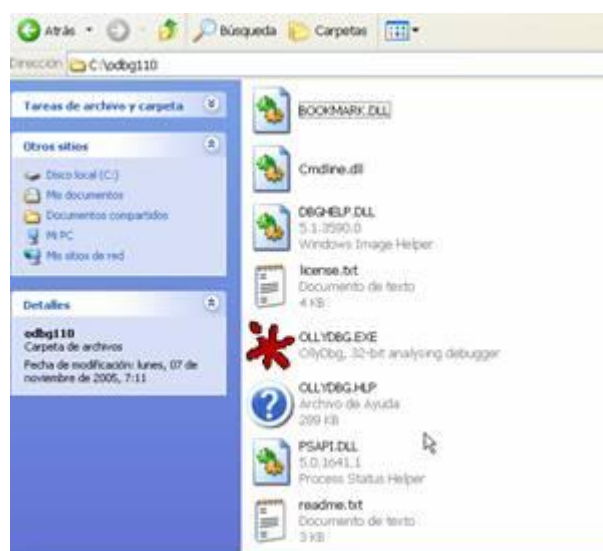 Atrás
Búsqueda
Carpetas
Dirección
C:\odbg110
Tareas de archivo y carpeta
Otros sitios
Disco local (C:)
Mis documentos
Documentos compartidos
Mi PC
Mis sitios de red
Detalles
odbg110
Carpeta de archivos
Fecha de modificación: lunes, 07 de
noviembre de 2005, 7:11
BOOKMARK.DLL
Cmdline.dll
DBGHELP.DLL
5.1.3590.0
Windows Image Helper
license.txt
Documento de texto
4 KB
OLLYDBG.EXE
OllyDbg, 32-bit analysing debugger
OLLYDBG.HLP
Archivo de Ayuda
289 KB
PSAPI.DLL
5.0.1641.1
Process Status Helper
readme.txt
Documento de texto
3 KB